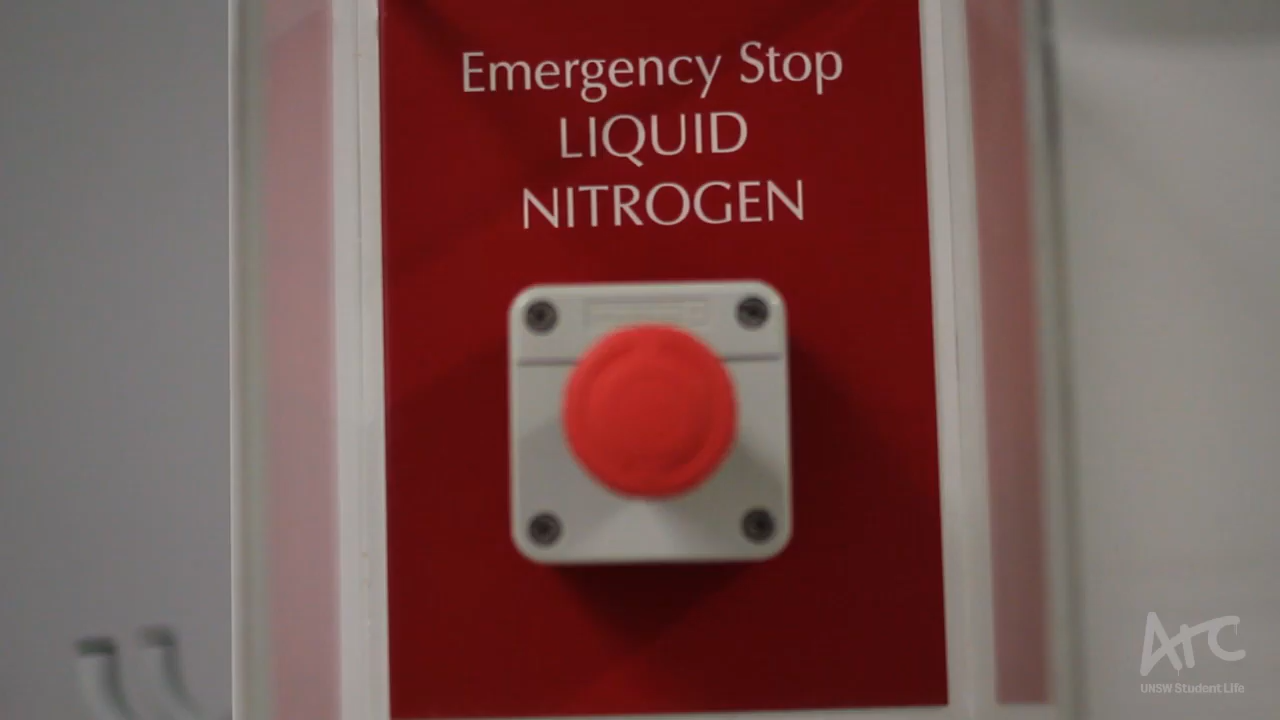 Emergency Stop
LIQUID
NITROGEN
Arc
UNSW Student Life